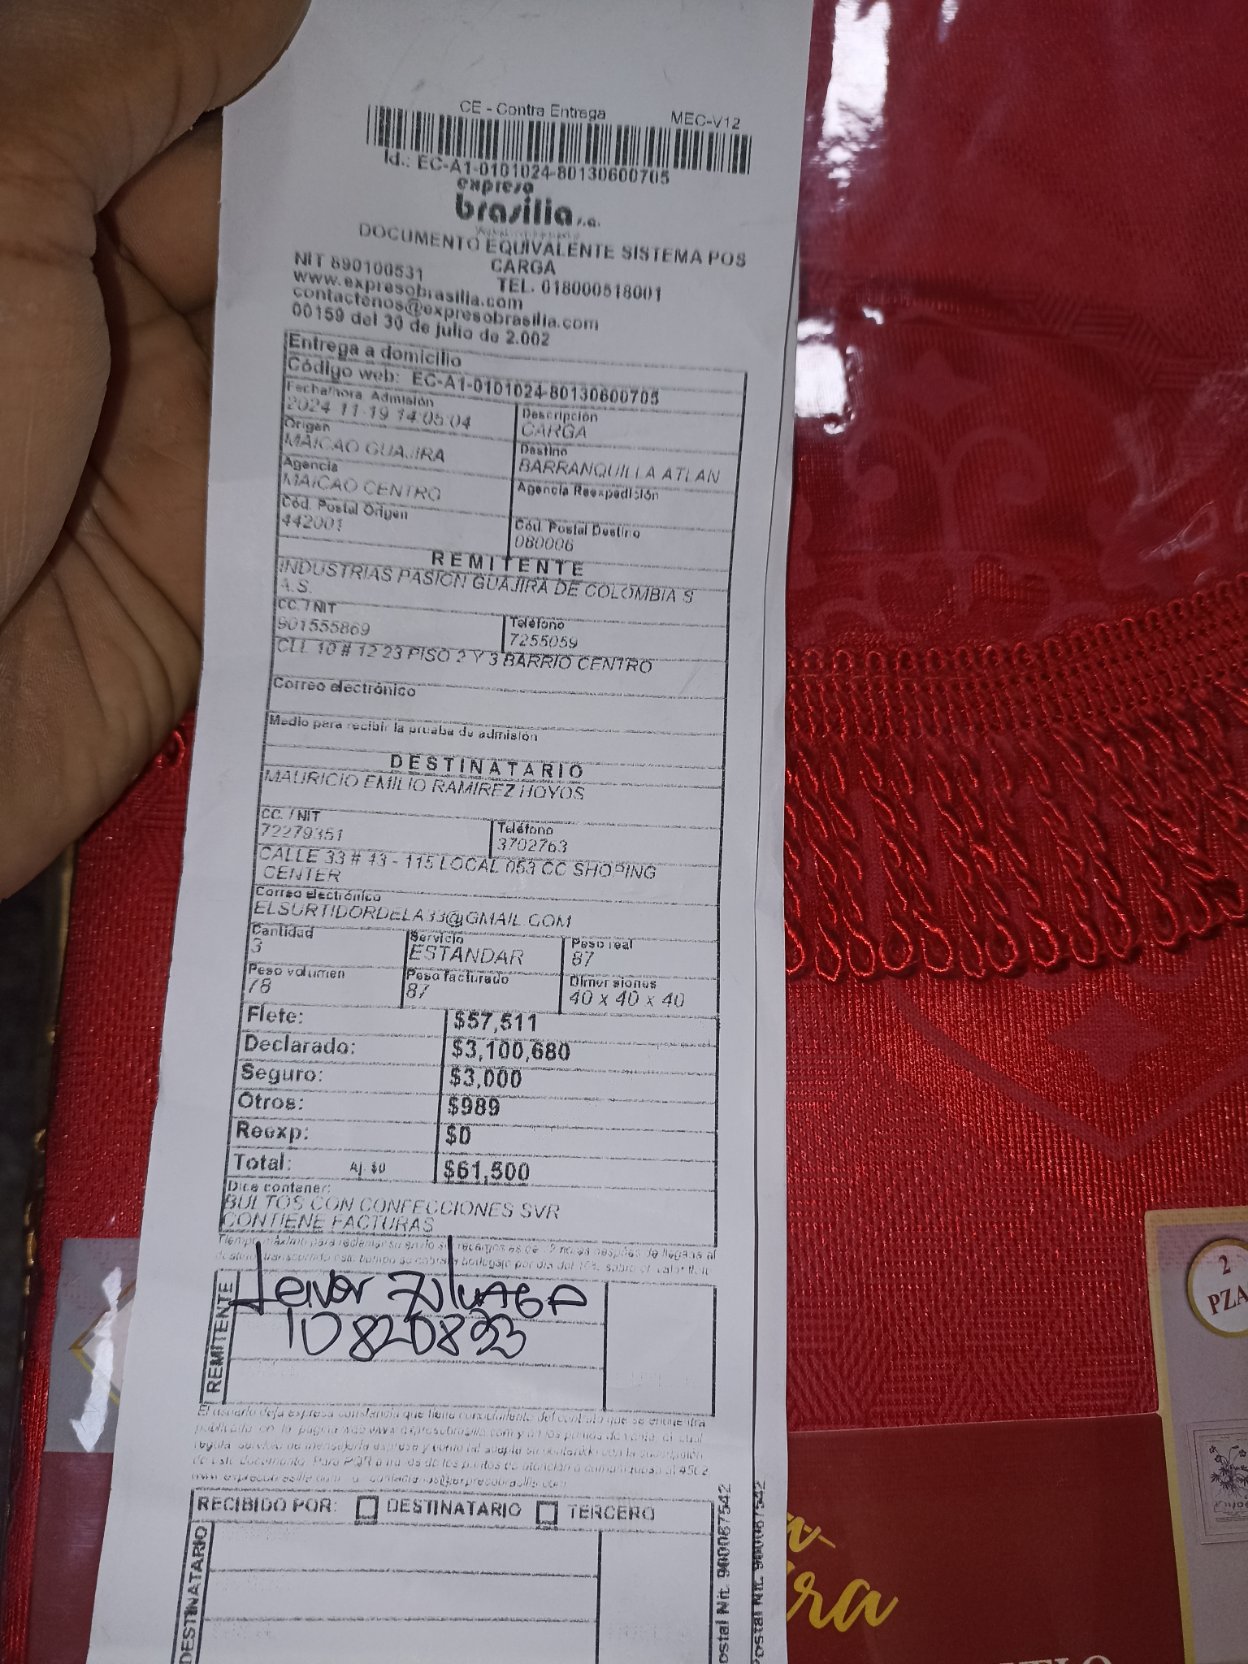 CE - Contra Entrega MEC-V12
Id.: EC-A1-0101024-80130600705
expreso
brasilia s.a.
DOCUMENTO EQUIVALENTE SISTEMA POS
CARGA
NIT 890100531 TEL. 018000518001
www.expresobrasilia.com
contactenos@expresobrasilia.com
00159 del 30 de julio de 2.002
Entrega a domicilio
Código web: EC-A1-0101024-80130600705
Fecha/hora Admisión Descripción
2024-11-19 14:05:04 CARGA
Origen Destino
MAICAO GUAJIRA BARRANQUILLA ATLAN
Agencia Agencia Reexpedición
MAICAO CENTRO
Cód. Postal Origen Cód. Postal Destino
442001 080006
REMITENTE
INDUSTRIAS PASION GUAJIRA DE COLOMBIA S
A.S.
CC. / NIT Teléfono
901555869 7255059
CLL 10 # 12 23 PISO 2 Y 3 BARRIO CENTRO
Correo electrónico
Medio para recibir la prueba de admisión
DESTINATARIO
MAURICIO EMILIO RAMIREZ HOYOS
CC. / NIT Teléfono
72279351 3702763
CALLE 33 # 43 - 115 LOCAL 053 CC SHOPING
CENTER
Correo electrónico
ELSURTIDORDELA33@GMAIL.COM
Cantidad Servicio Peso real
3 ESTANDAR 87
Peso volumen Peso facturado Dimensiones
78 87 40 x 40 x 40
Flete: $57,511
Declarado: $3,100,680
Seguro: $3,000
Otros: $989
Reexp: $0
Total: Aj. $0 $61,500
Dice contener:
BULTOS CON CONFECCIONES SVR
CONTIENE FACTURAS
REMITENTE
Leiver ZuluAGA
10820893
RECIBIDO POR: DESTINATARIO TERCERO
DESTINATARIO
ostal Nit. 900087542
ostal Nit. 900087542
2
PZA